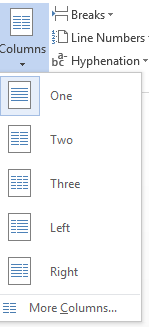 Columns
Breaks
Line Numbers
Hyphenation
One
Two
Three
Left
Right
More Columns...